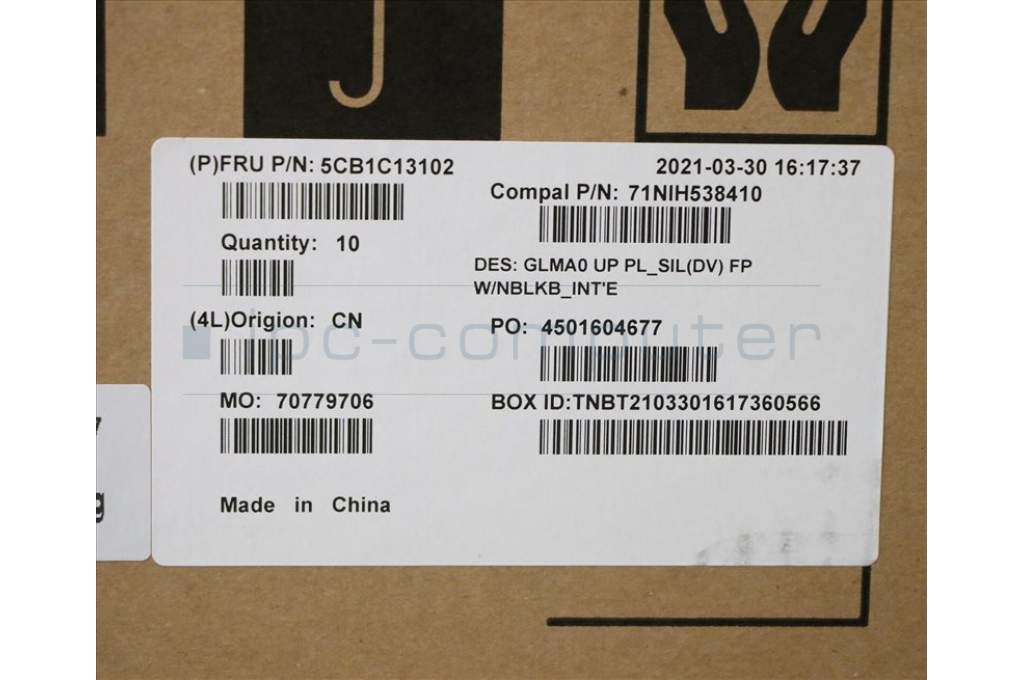 (P)FRU P/N: 5CB1C13102
2021-03-30 16:17:37
Compal P/N: 71NIH538410
Quantity: 10
DES: GLMA0 UP PL_SIL(DV) FP
W/NBLKB_INT'E
(4L)Origion: CN
PO: 4501604677
ipc-computer
MO: 70779706
BOX ID:TNBT2103301617360566
Made in China